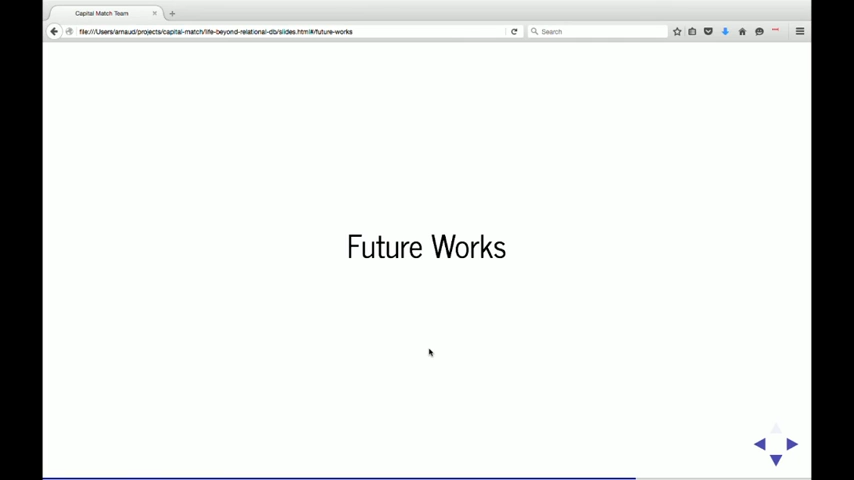 Capital Match Team
file:///Users/arnaud/projects/capital-match/life-beyond-relational-db/slides.html#/future-works
Search
Future Works